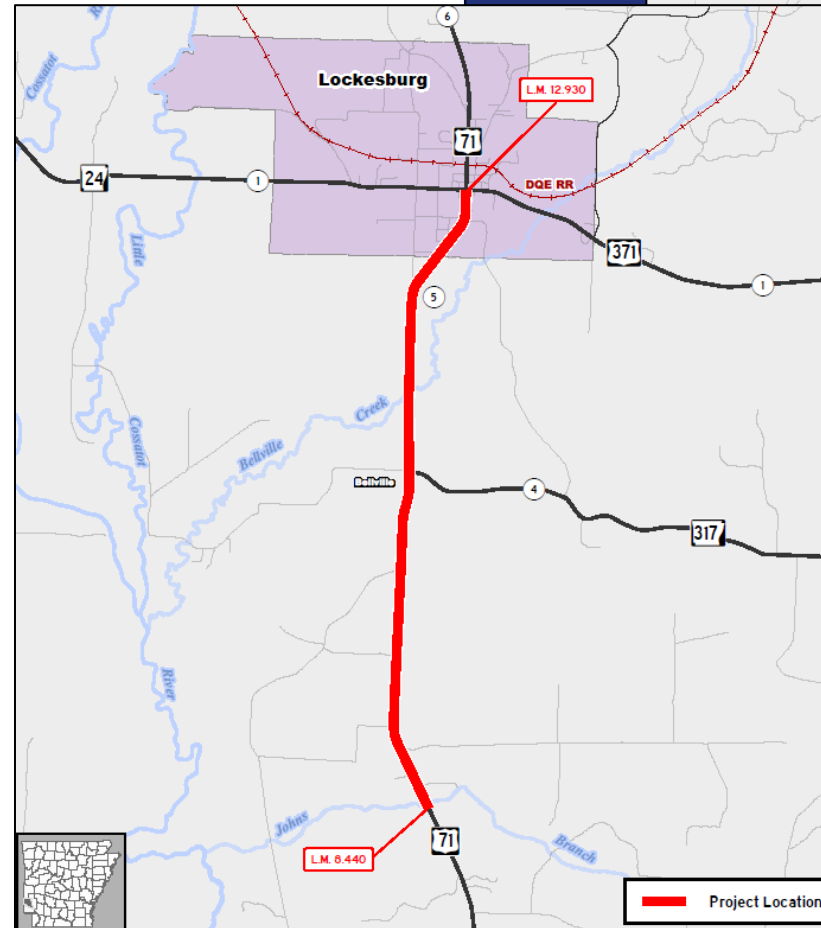 6
Cossatot
Lockesburg
L.M. 12.930
71
24
1
DQE RR
371
1
5
Little
Cossatot
River
Bellville
Creek
Bellville
4
317
Johns
Branch
71
L.M. 8.440
Project Location